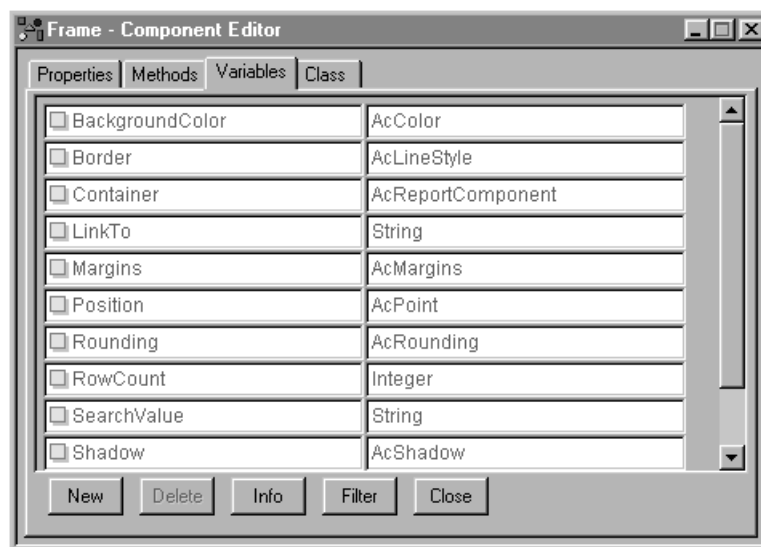 Frame - Component Editor
Properties Methods Variables Class
BackgroundColor AcColor
Border AcLineStyle
Container AcReportComponent
LinkTo String
Margins AcMargins
Position AcPoint
Rounding AcRounding
RowCount Integer
SearchValue String
Shadow AcShadow
New Delete Info Filter Close